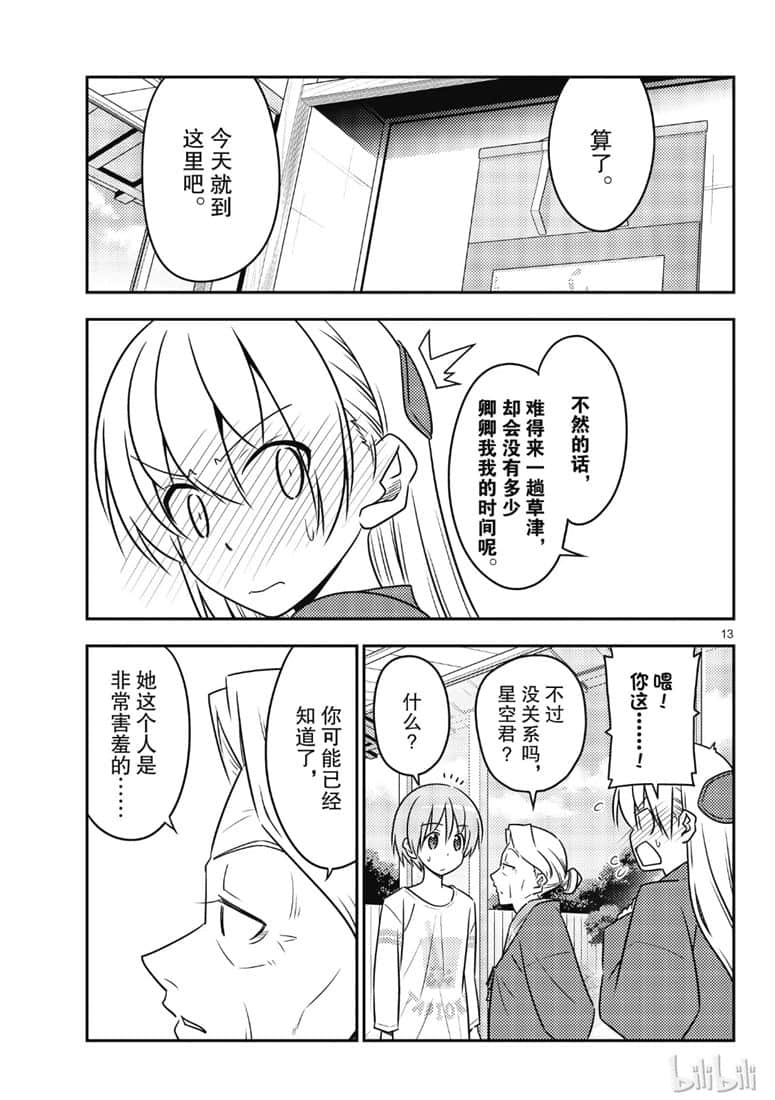 算了。
今天就到
这里吧。
不然的话，
难得来一趟草津，
却会没有多少
卿卿我我的时间呢。
13
喂！
你这……！
不过
没关系吗，
星空君？
什么？
你可能已经
知道了，
她这个人是
非常害羞的……
bilibili